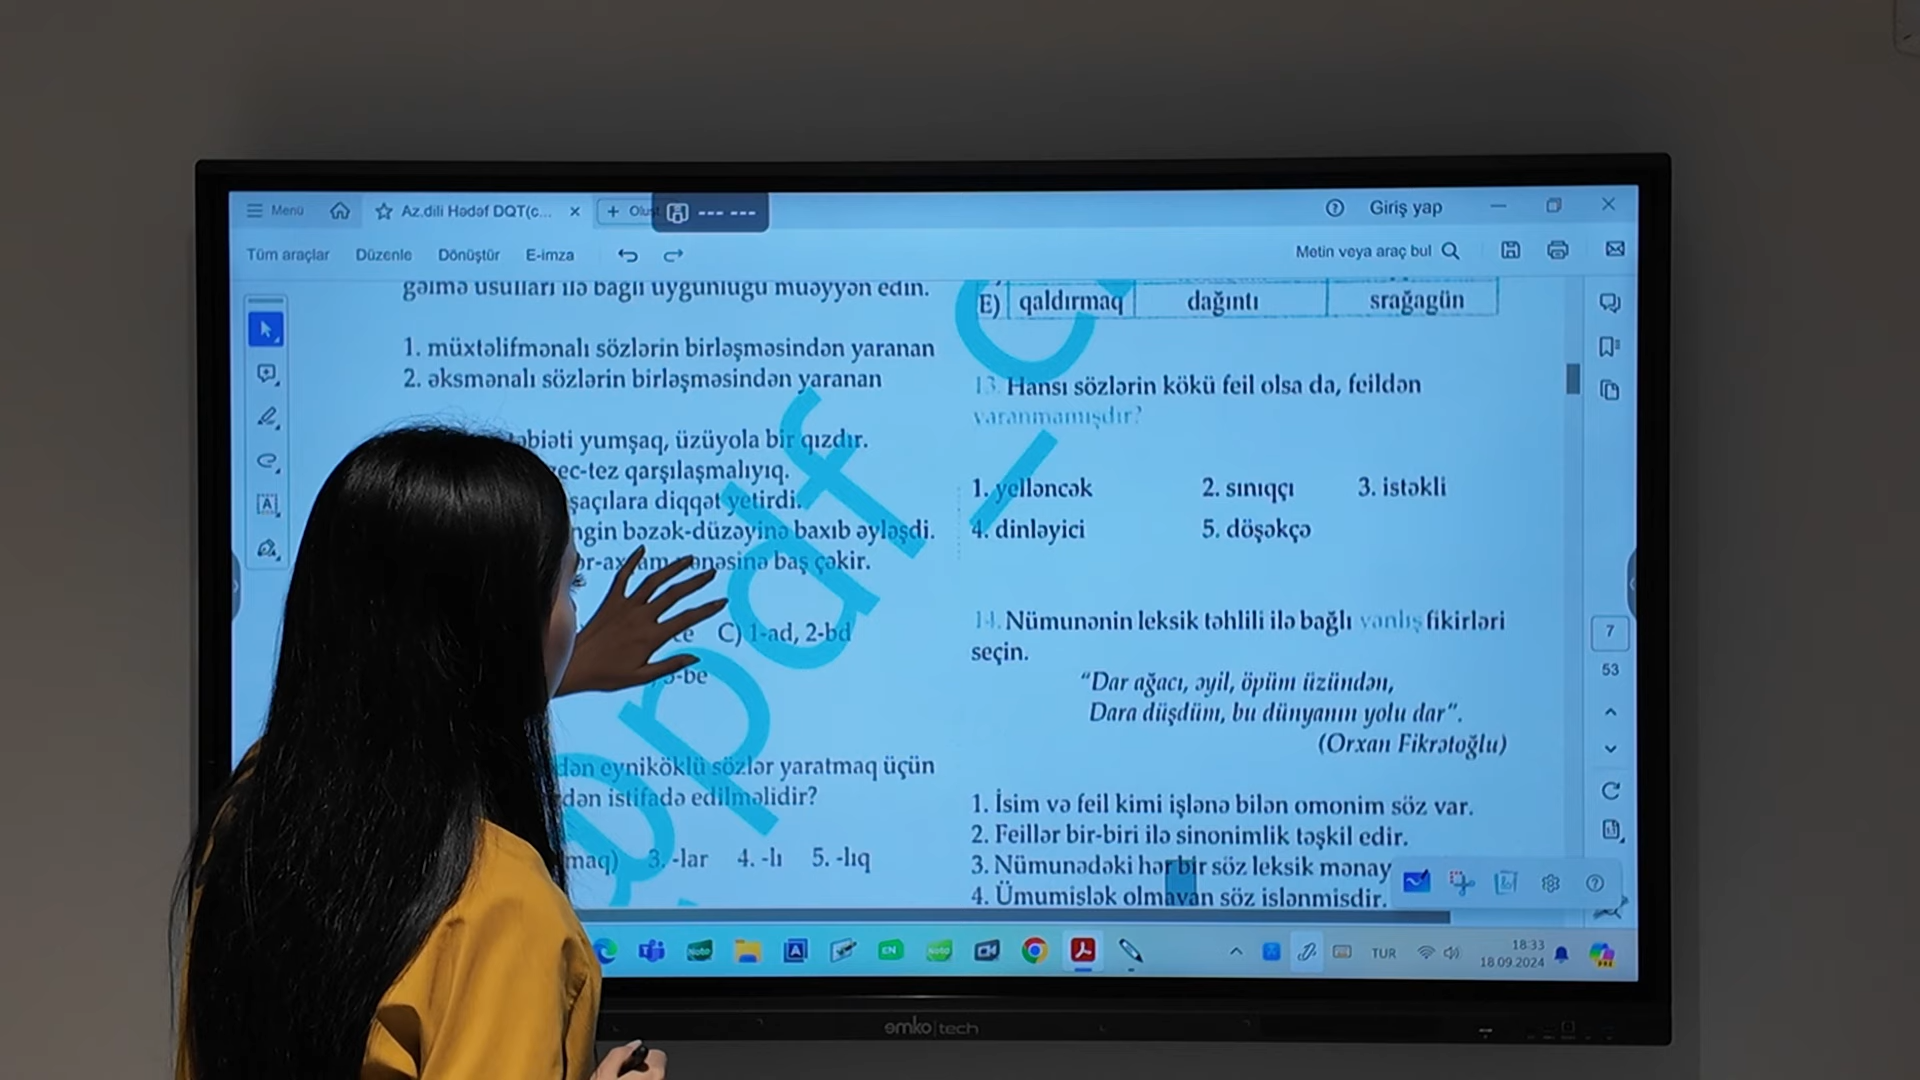 Menü
Az.dili Hədəf DQT(c...
Giriş yap
Tüm araçlar
Düzenle
Dönüştür
E-imza
Metin veya araç bul
gəlmə üsulları ilə bağlı uyğunluğu müəyyən edin.
1. müxtəlifmənalı sözlərin birləşməsindən yaranan
2. əksmənalı sözlərin birləşməsindən yaranan
yumşaq, üzüyola bir qızdır.
qarşılaşmalıyıq.
diqqət yetirdi.
bəzək-düzəyinə baxıb əyləşdi.
baş çəkir.
C) 1-ad, 2-bd
eyniköklü sözlər yaratmaq üçün
istifadə edilməlidir?
3. -lar 4. -lı 5. -lıq
E) qaldırmaq dağıntı srağagün
13. Hansı sözlərin kökü feil olsa da, feildən
yaranmamışdır?
1. yellәncək 2. sınıqçı 3. istəkli
4. dinləyici 5. döşəkçə
14. Nümunənin leksik təhlili ilə bağlı yanlış fikirləri
seçin.
“Dar ağacı, əyil, öpüm üzündən,
Dara düşdüm, bu dünyanın yolu dar”.
(Orxan Fikrətoğlu)
1. İsim və feil kimi işlənə bilən omonim söz var.
2. Feillər bir-biri ilə sinonimlik təşkil edir.
3. Nümunədəki hər bir söz leksik mənay
4. Ümumişlək olmayan söz işlənmişdir.
7
53
TUR
18:33
18.09.2024
emko|tech